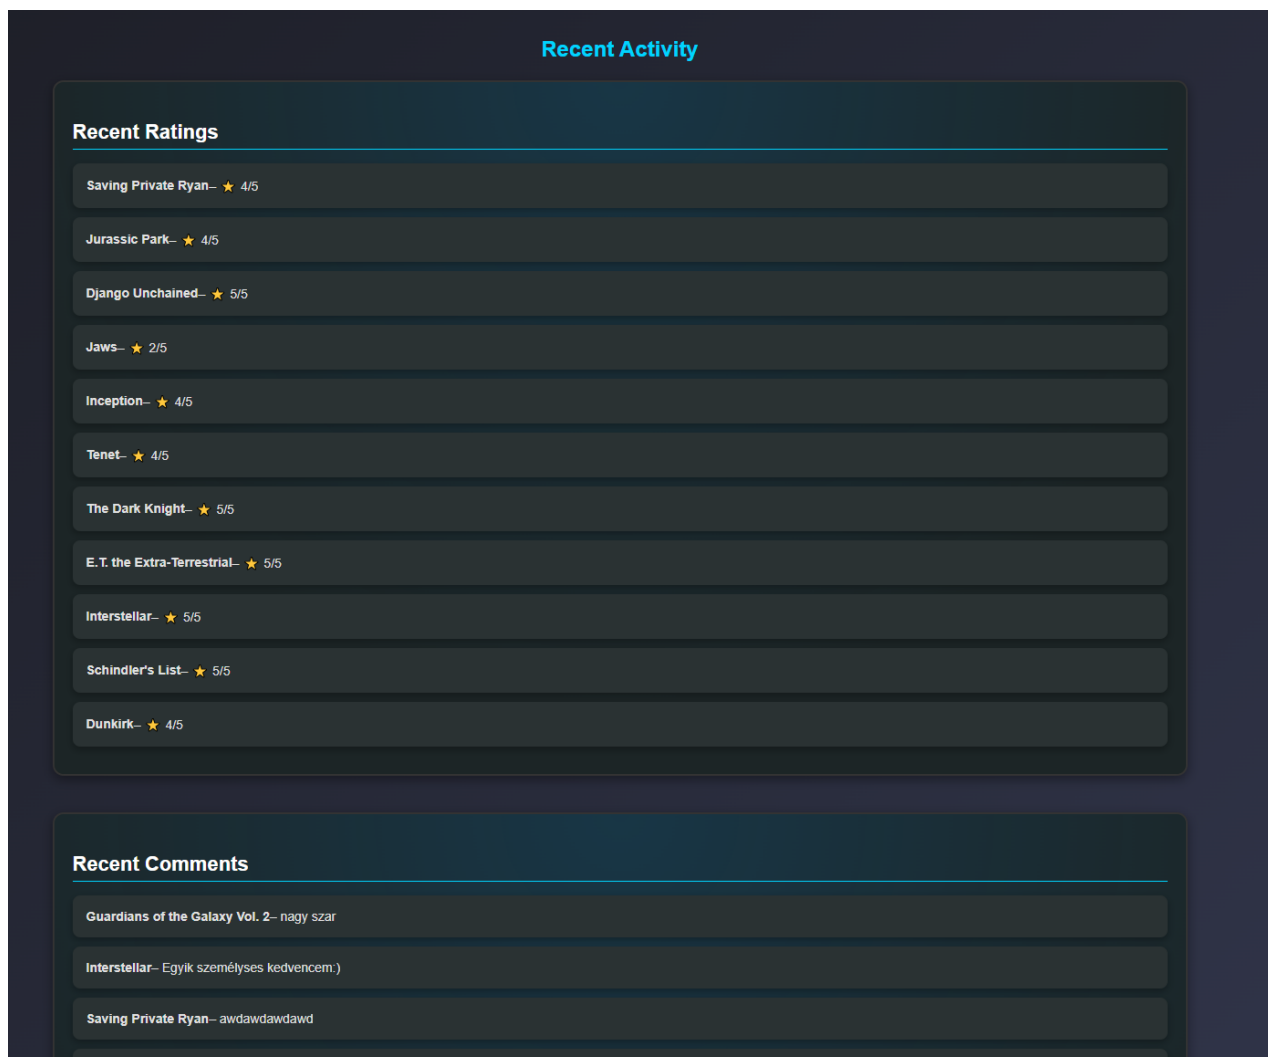 Recent Activity
Recent Ratings
Saving Private Ryan– ⭐ 4/5
Jurassic Park– ⭐ 4/5
Django Unchained– ⭐ 5/5
Jaws– ⭐ 2/5
Inception– ⭐ 4/5
Tenet– ⭐ 4/5
The Dark Knight– ⭐ 5/5
E.T. the Extra-Terrestrial– ⭐ 5/5
Interstellar– ⭐ 5/5
Schindler's List– ⭐ 5/5
Dunkirk– ⭐ 4/5
Recent Comments
Guardians of the Galaxy Vol. 2– nagy szar
Interstellar– Egyik személyses kedvencem:)
Saving Private Ryan– awdawdawdawd